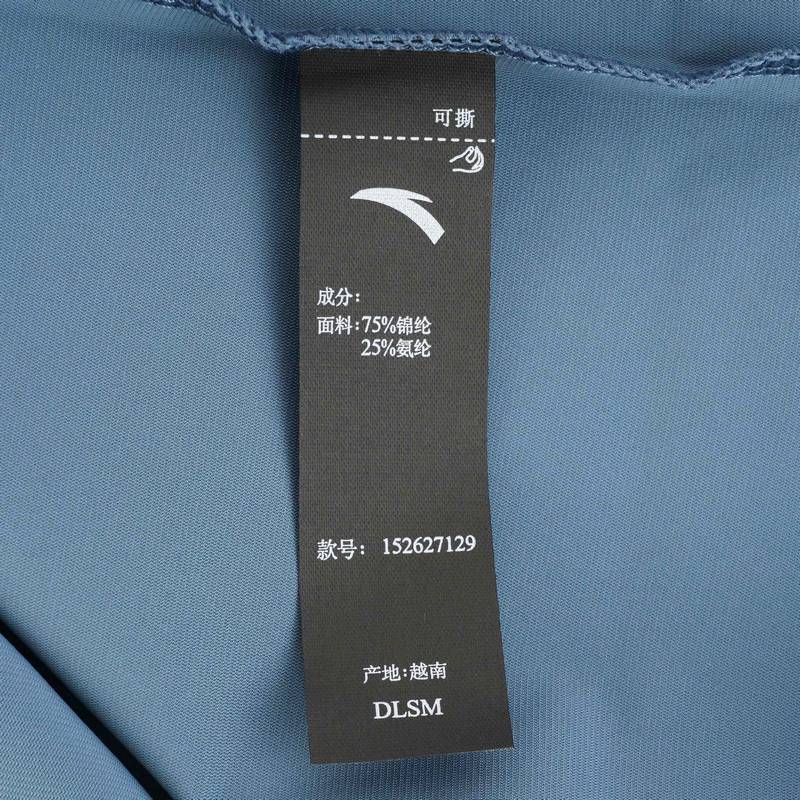 可撕
成分:
面料:75%锦纶
25%氨纶
款号: 152627129
产地:越南
DLSM